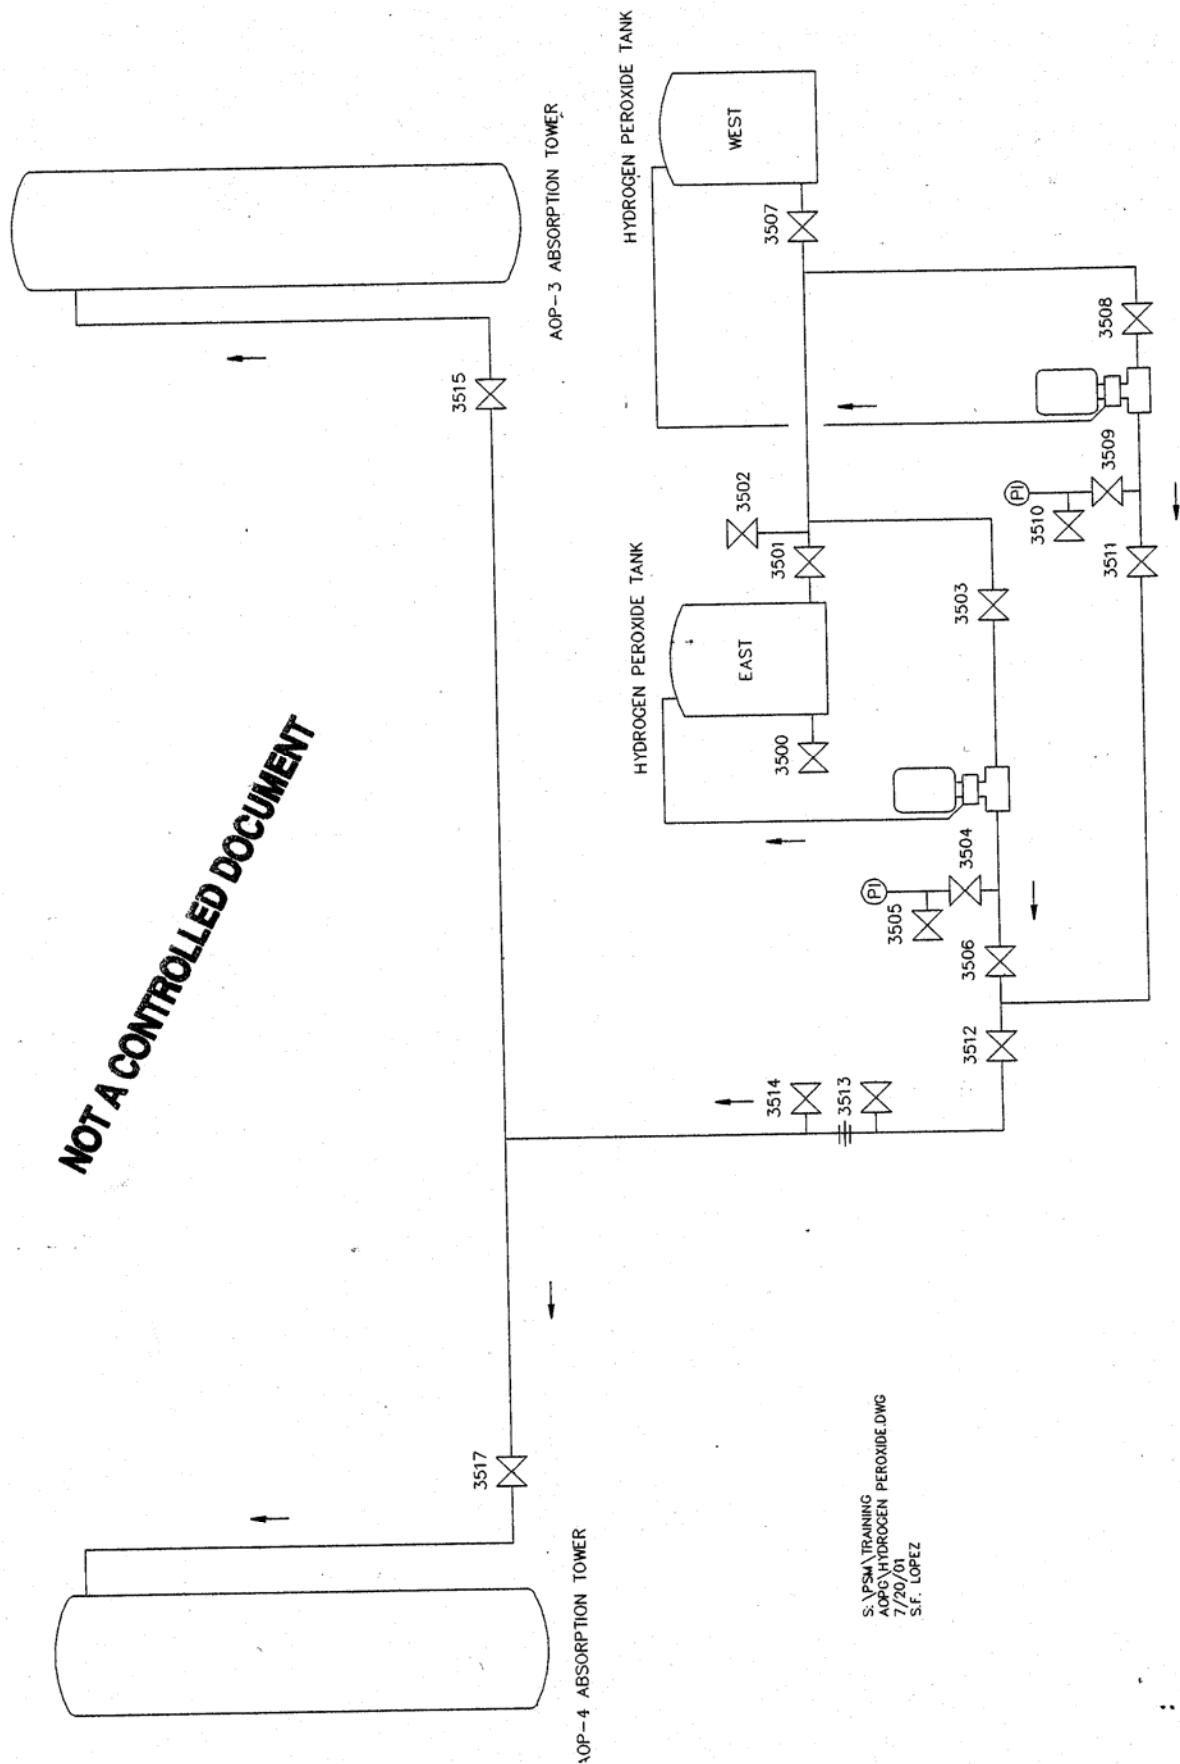 HYDROGEN PEROXIDE TANK
WEST
AOP-3 ABSORPTION TOWER
3507
3508
3515
3509
PI
3510
3502
3511
3501
HYDROGEN PEROXIDE TANK
EAST
3503
3500
3504
PI
3505
3506
3512
3514
3513
NOT A CONTROLLED DOCUMENT
3517
AOP-4 ABSORPTION TOWER
S:\PSM\TRAINING
AOPG\HYDROGEN PEROXIDE.DWG
7/20/01
S.F. LOPEZ